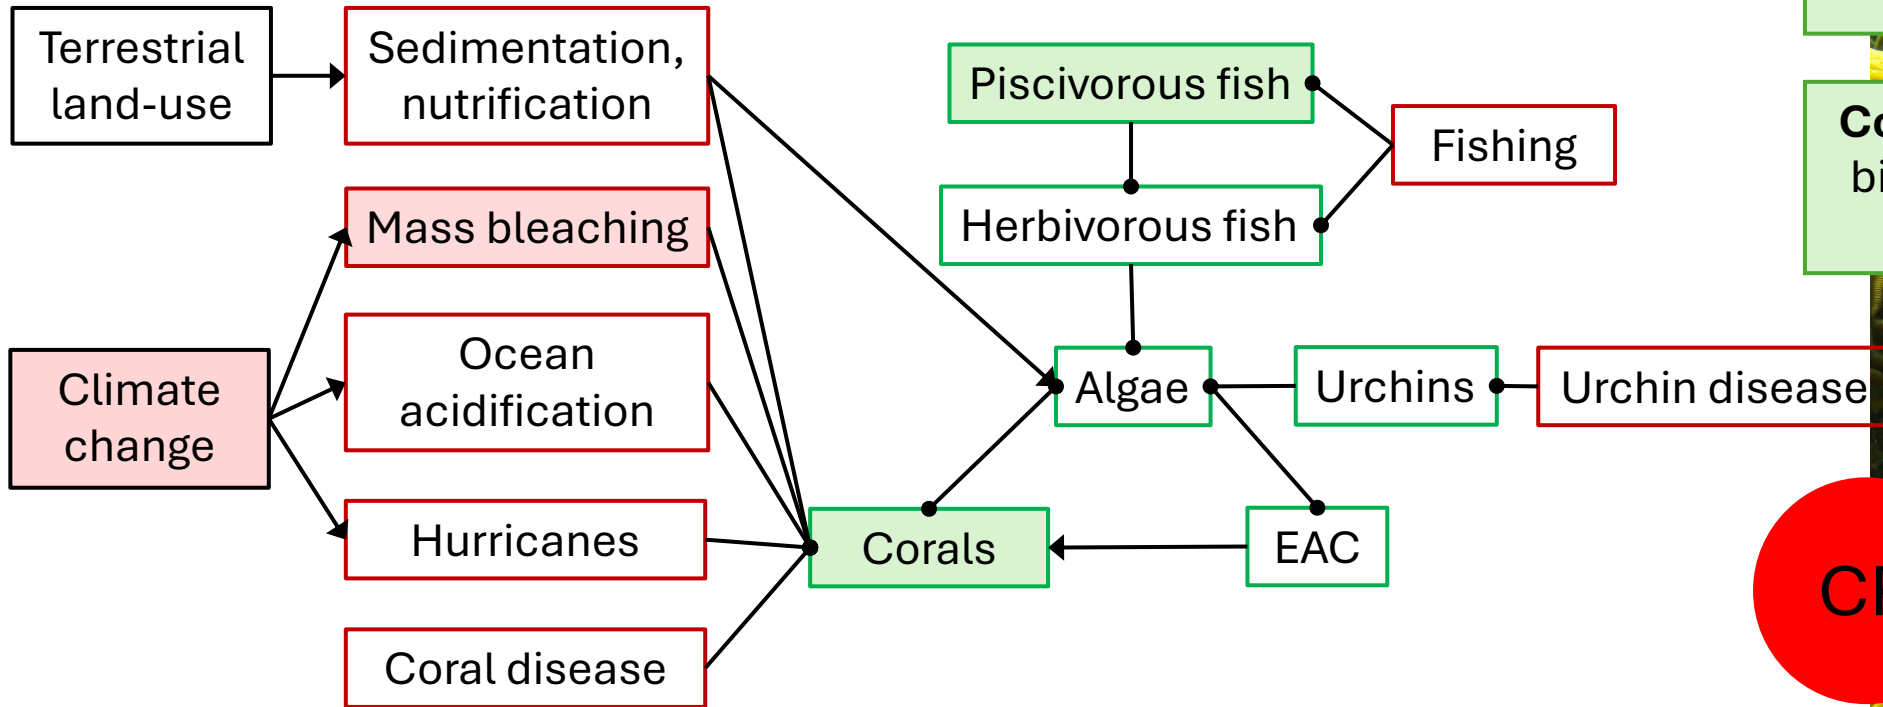 Terrestrial
land-use
Sedimentation,
nutrification
Piscivorous fish
Fishing
Mass bleaching
Herbivorous fish
Climate
change
Ocean
acidification
Algae
Urchins
Urchin disease
Hurricanes
Corals
EAC
Coral disease